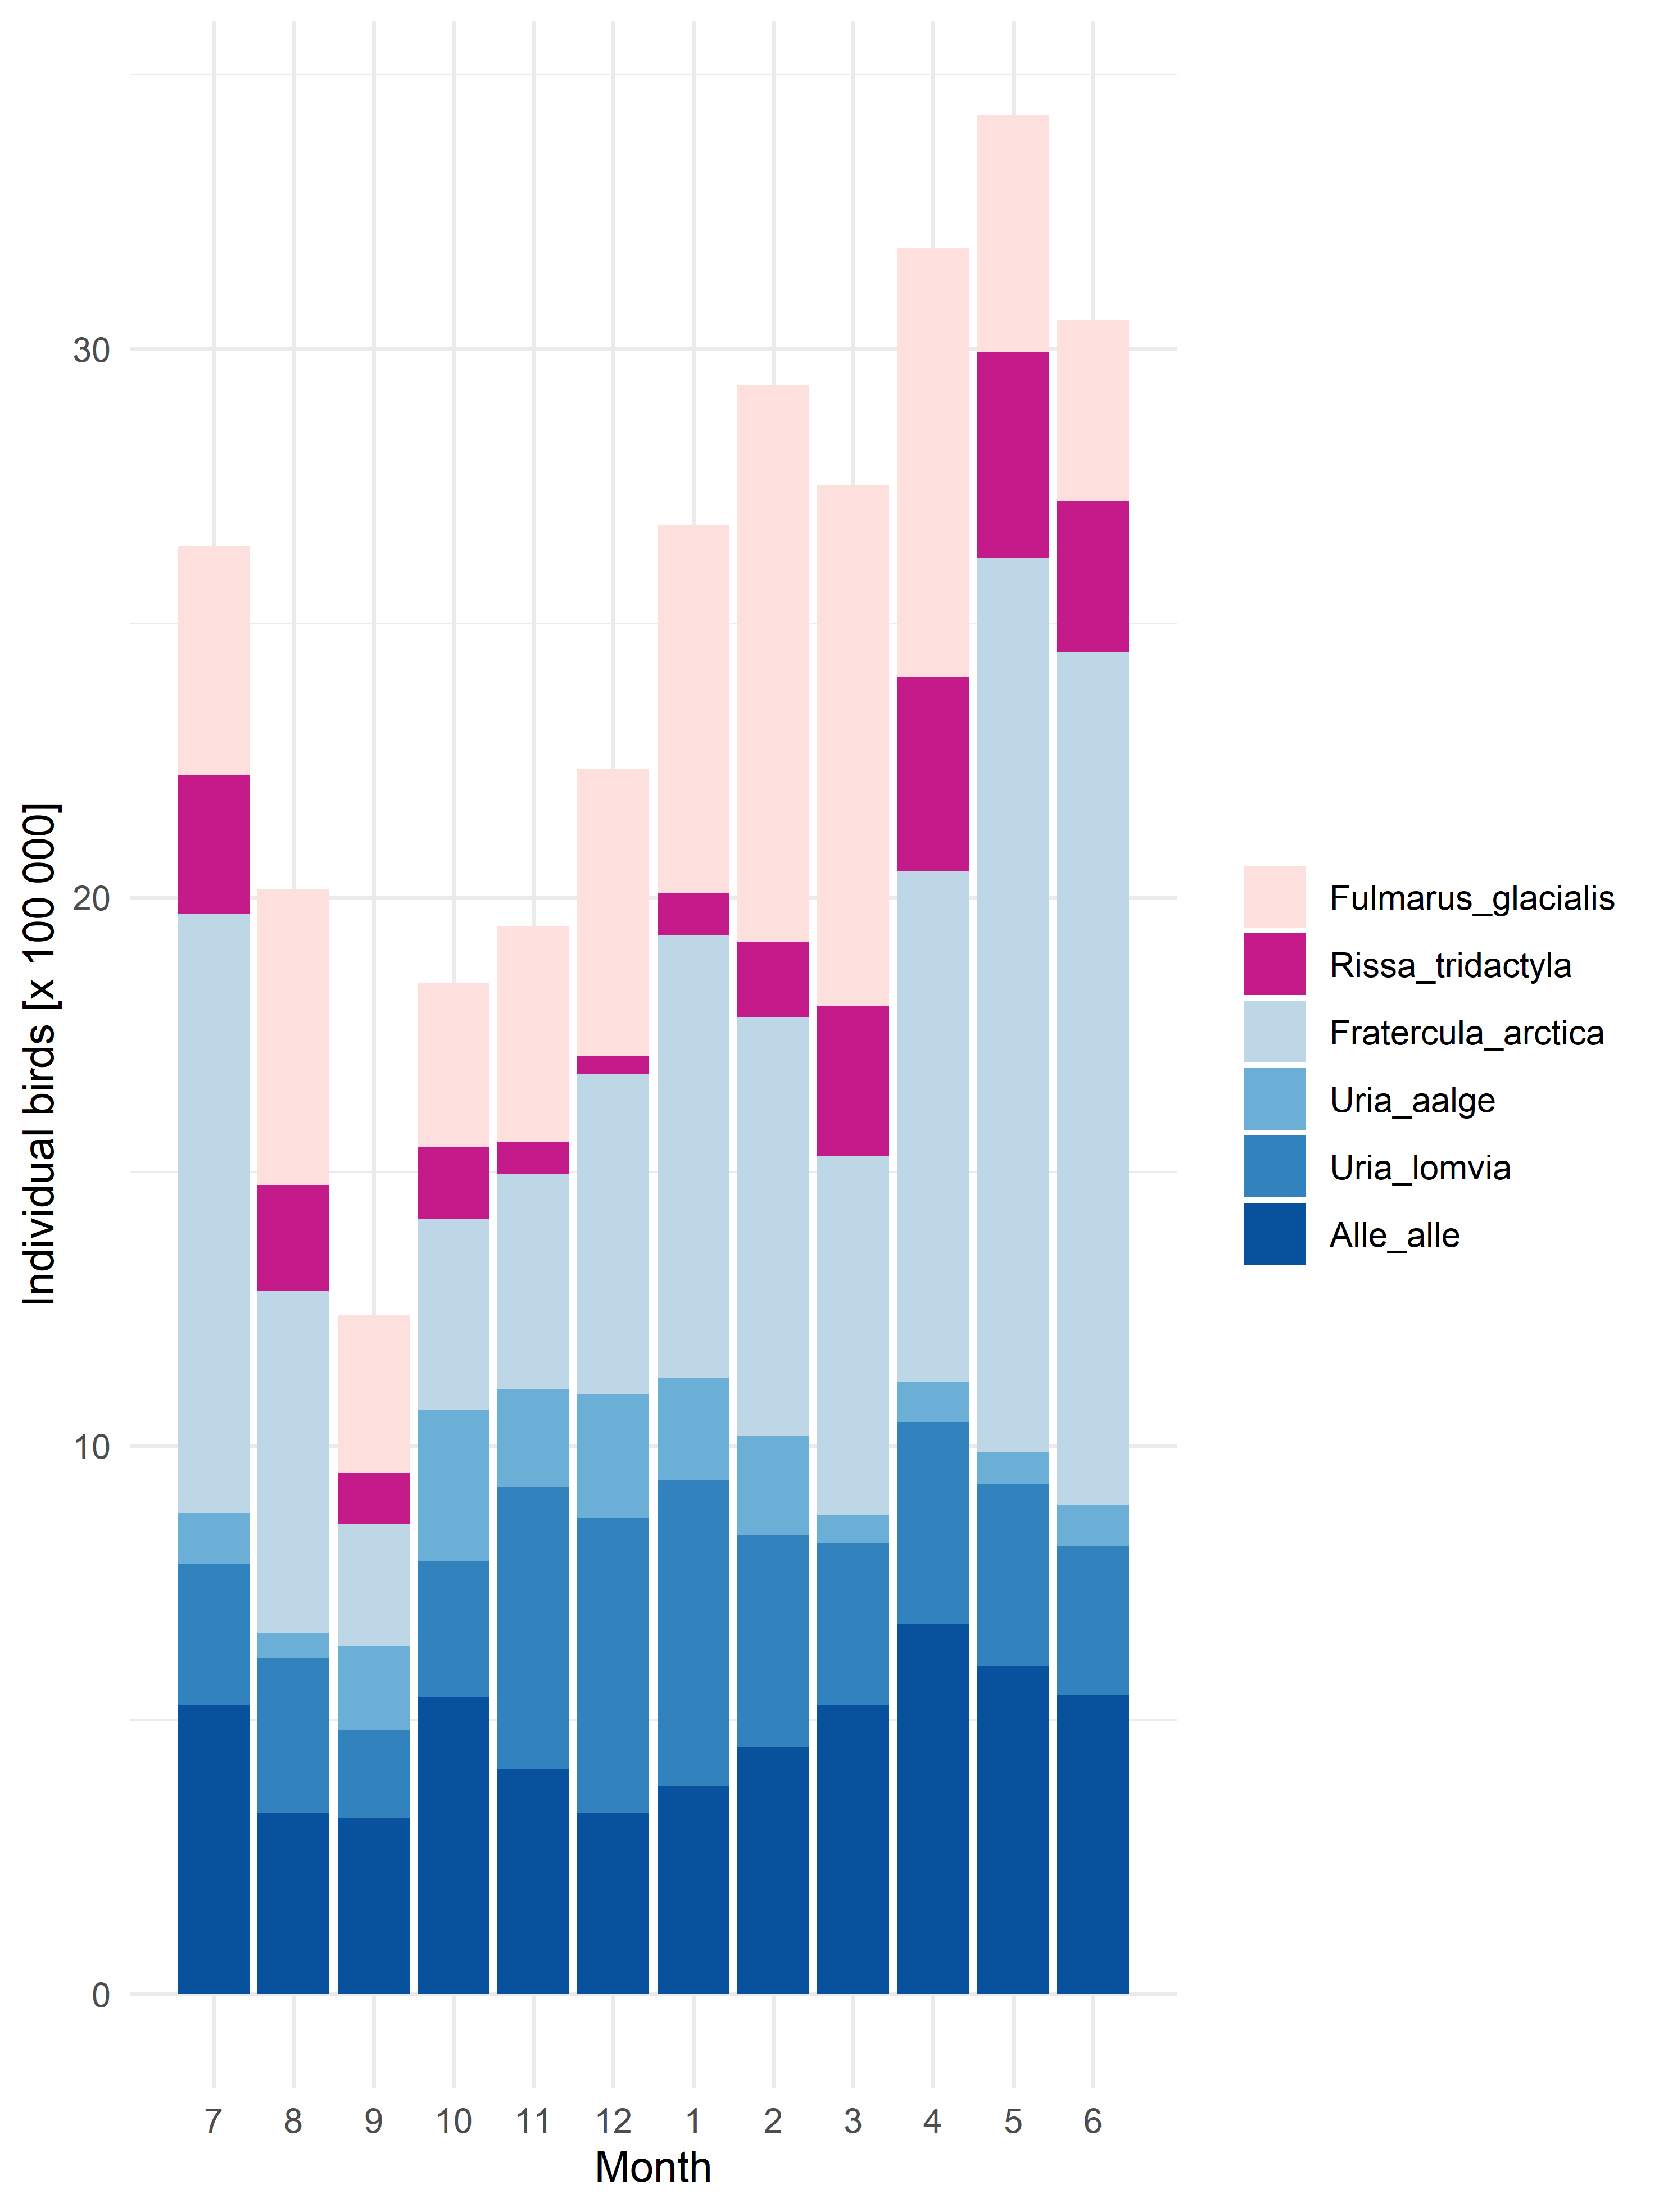 Individual birds [x 100 000]
30
20
10
0
7 8 9 10 11 12 1 2 3 4 5 6
Month
Fulmarus_glacialis
Rissa_tridactyla
Fratercula_arctica
Uria_aalge
Uria_lomvia
Alle_alle